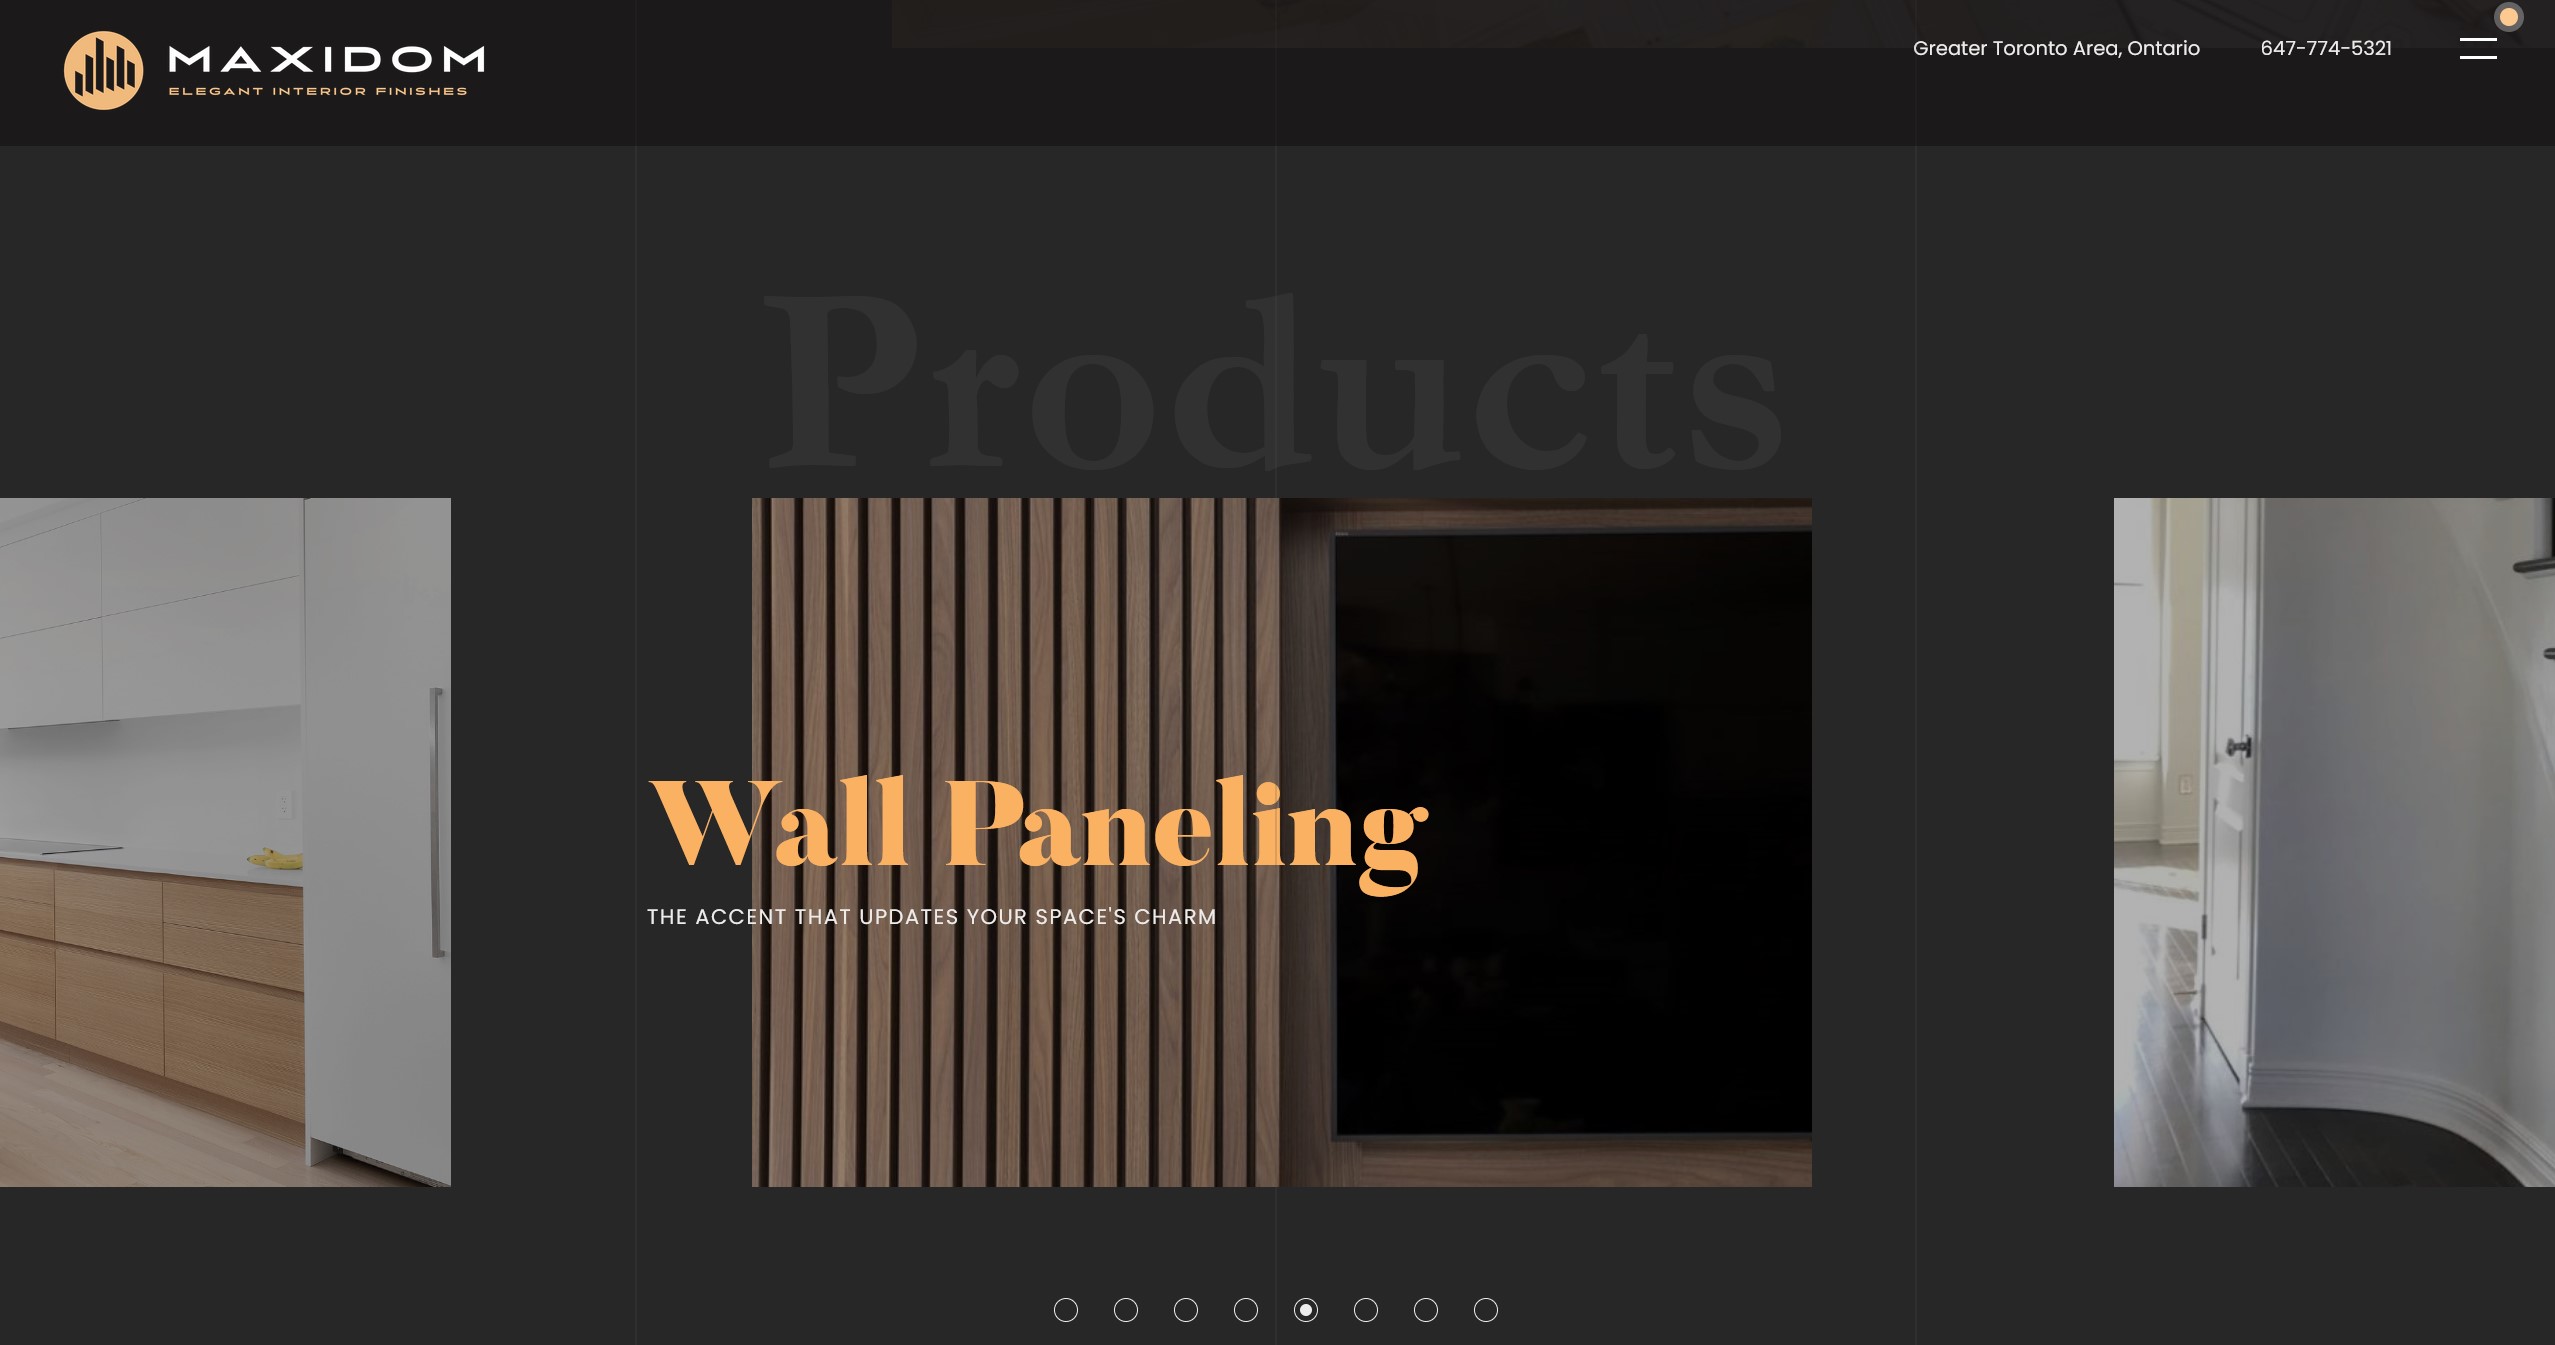 MAXIDOM
ELEGANT INTERIOR FINISHES
Greater Toronto Area, Ontario
647-774-5321
Products
Wall Paneling
THE ACCENT THAT UPDATES YOUR SPACE'S CHARM